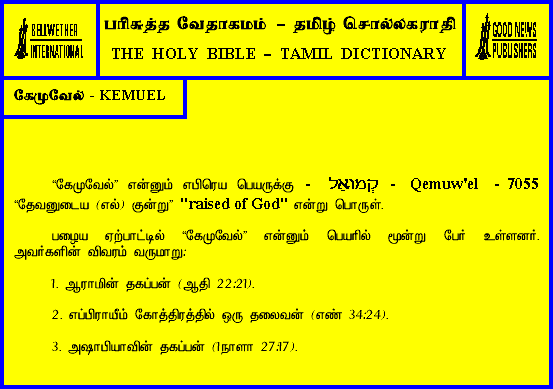 BELLWETHER
INTERNATIONAL
பரிசுத்த வேதாகமம் – தமிழ் சொல்லகராதி
THE HOLY BIBLE – TAMIL DICTIONARY
GOOD NEWS
PUBLISHERS
கேமுவேல் - KEMUEL
“கேமுவேல்” என்னும் எபிரெய பெயருக்கு - קְמוּאֵל - Qemuw'el - 7055
“தேவனுடைய (எல்) குன்று” "raised of God" என்று பொருள்.
பழைய ஏற்பாட்டில் “கேமுவேல்” என்னும் பெயரில் மூன்று பேர் உள்ளனர்.
அவர்களின் விவரம் வருமாறு:
1. ஆராமின் தகப்பன் (ஆதி 22:21).
2. எப்பிராயீம் கோத்திரத்தில் ஒரு தலைவன் (எண் 34:24).
3. அஷாபியாவின் தகப்பன் (1நாளா 27:17).